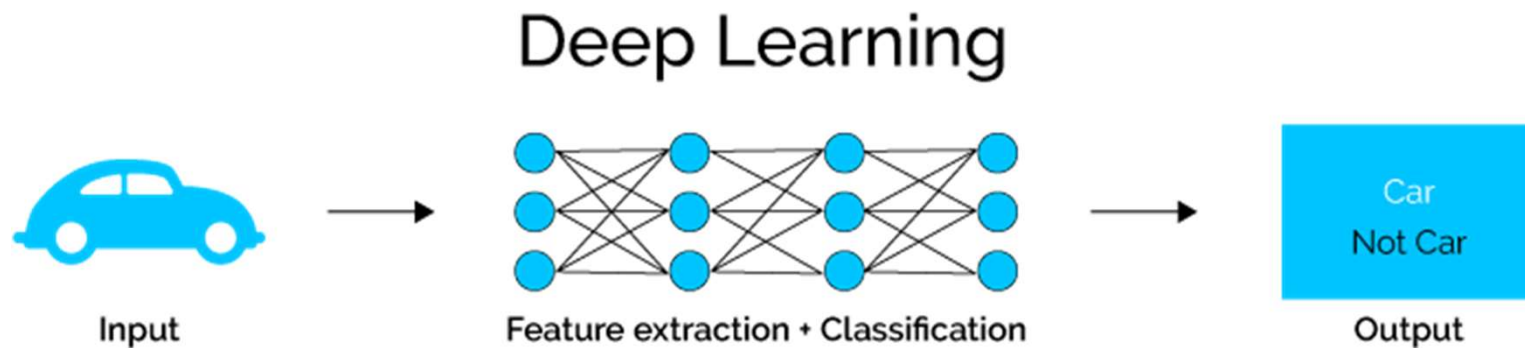 Deep Learning
Car
Not Car
Input
Feature extraction + Classification
Output